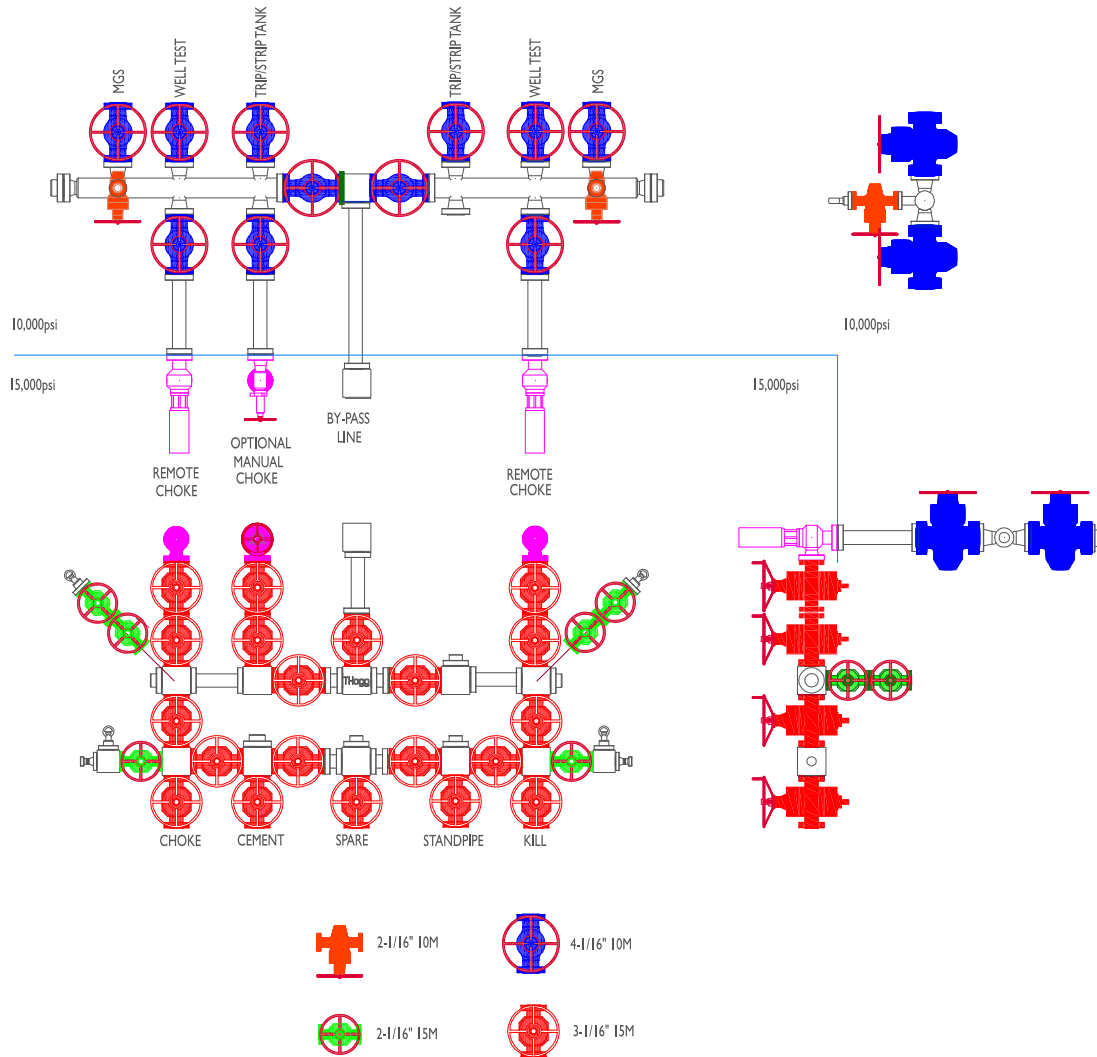 MGS
WELL TEST
TRIP/STRIP TANK
TRIP/STRIP TANK
WELL TEST
MGS
10,000psi
15,000psi
10,000psi
15,000psi
REMOTE
CHOKE
OPTIONAL
MANUAL
CHOKE
BY-PASS
LINE
REMOTE
CHOKE
THogg
CHOKE
CEMENT
SPARE
STANDPIPE
KILL
2-1/16" 10M
4-1/16" 10M
2-1/16" 15M
3-1/16" 15M